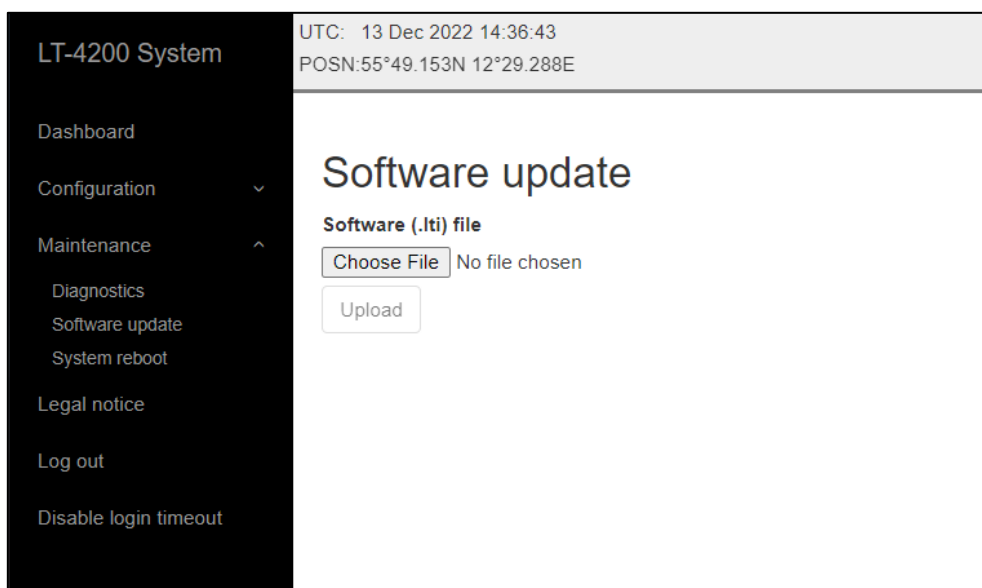 LT-4200 System
Dashboard
Configuration
Maintenance
Diagnostics
Software update
System reboot
Legal notice
Log out
Disable login timeout
UTC: 13 Dec 2022 14:36:43
POSN:55°49.153N 12°29.288E
Software update
Software (.lti) file
Choose File No file chosen
Upload